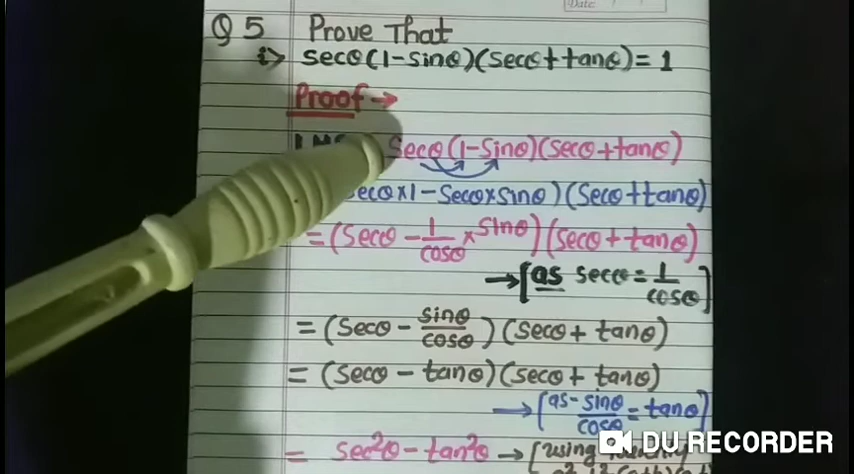 Date:
Q 5 Prove That
i> secθ(1-sinθ)(secθ+tanθ)=1
Proof →
Secθ(1-Sinθ)(secθ+tanθ)
secθ×1-Secθ×sinθ)(Secθ+tanθ)
=(Secθ-1/cosθ×sinθ)(secθ+tanθ)
→[as secθ=1/cosθ]
=(Secθ-sinθ/cosθ)(secθ+tanθ)
=(Secθ-tanθ)(secθ+tanθ)
→[as-sinθ/cosθ=tanθ]
= sec²θ-tan²θ →[using
DU RECORDER